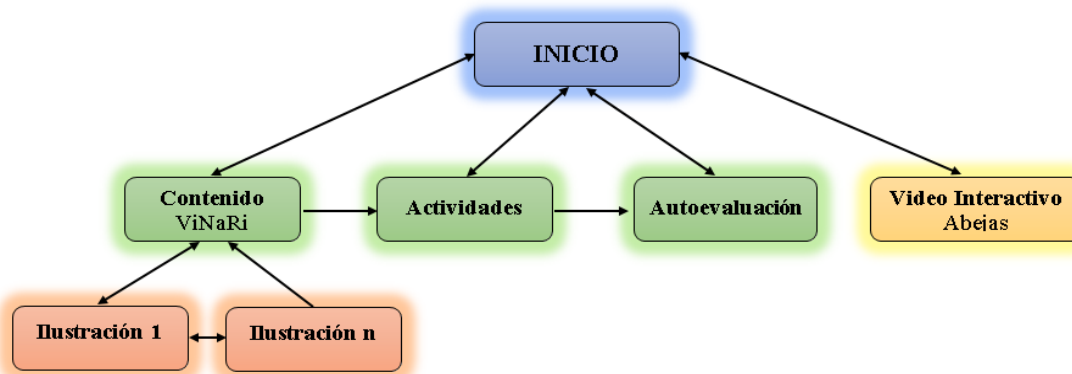 INICIO
Contenido
ViNaRi
Actividades
Autoevaluación
Video Interactivo
Abejas
Ilustración 1
Ilustración n